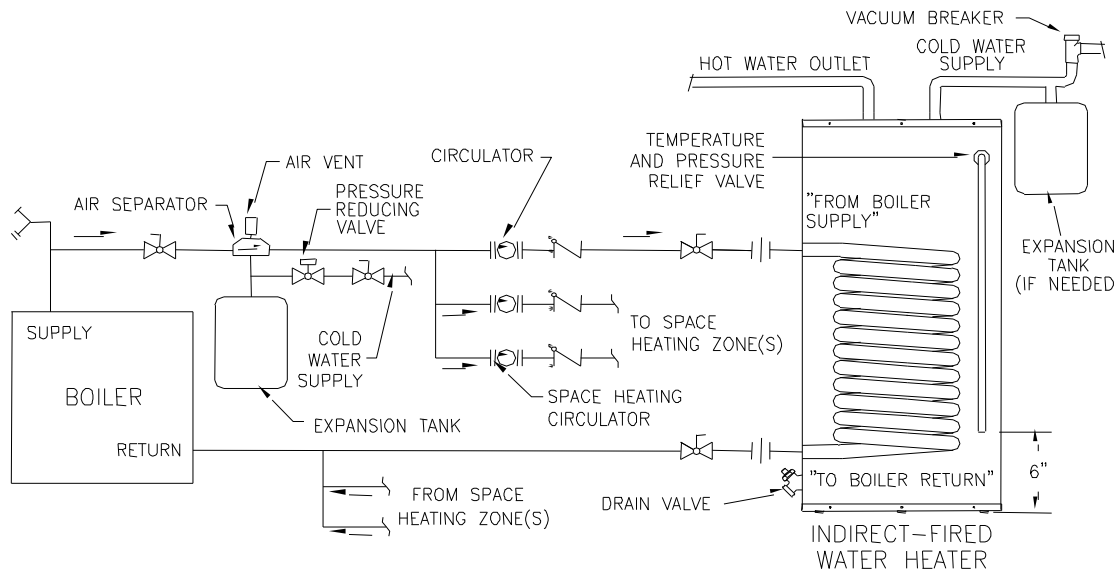 VACUUM BREAKER
COLD WATER
SUPPLY
HOT WATER OUTLET
TEMPERATURE
AND PRESSURE
RELIEF VALVE
CIRCULATOR
AIR VENT
PRESSURE
REDUCING
VALVE
AIR SEPARATOR
"FROM BOILER
SUPPLY"
EXPANSION
TANK
(IF NEEDED
SUPPLY
COLD
WATER
SUPPLY
TO SPACE
HEATING ZONE(S)
BOILER
SPACE HEATING
CIRCULATOR
EXPANSION TANK
RETURN
6"
"TO BOILER RETURN"
FROM SPACE
HEATING ZONE(S)
DRAIN VALVE
INDIRECT-FIRED
WATER HEATER